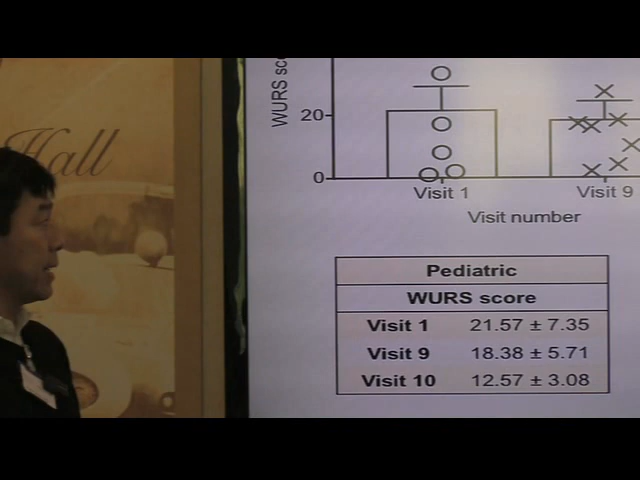 Hall
WURS sc
20
0
Visit 1
Visit 9
Visit number
Pediatric
WURS score
Visit 1 21.57 ± 7.35
Visit 9 18.38 ± 5.71
Visit 10 12.57 ± 3.08